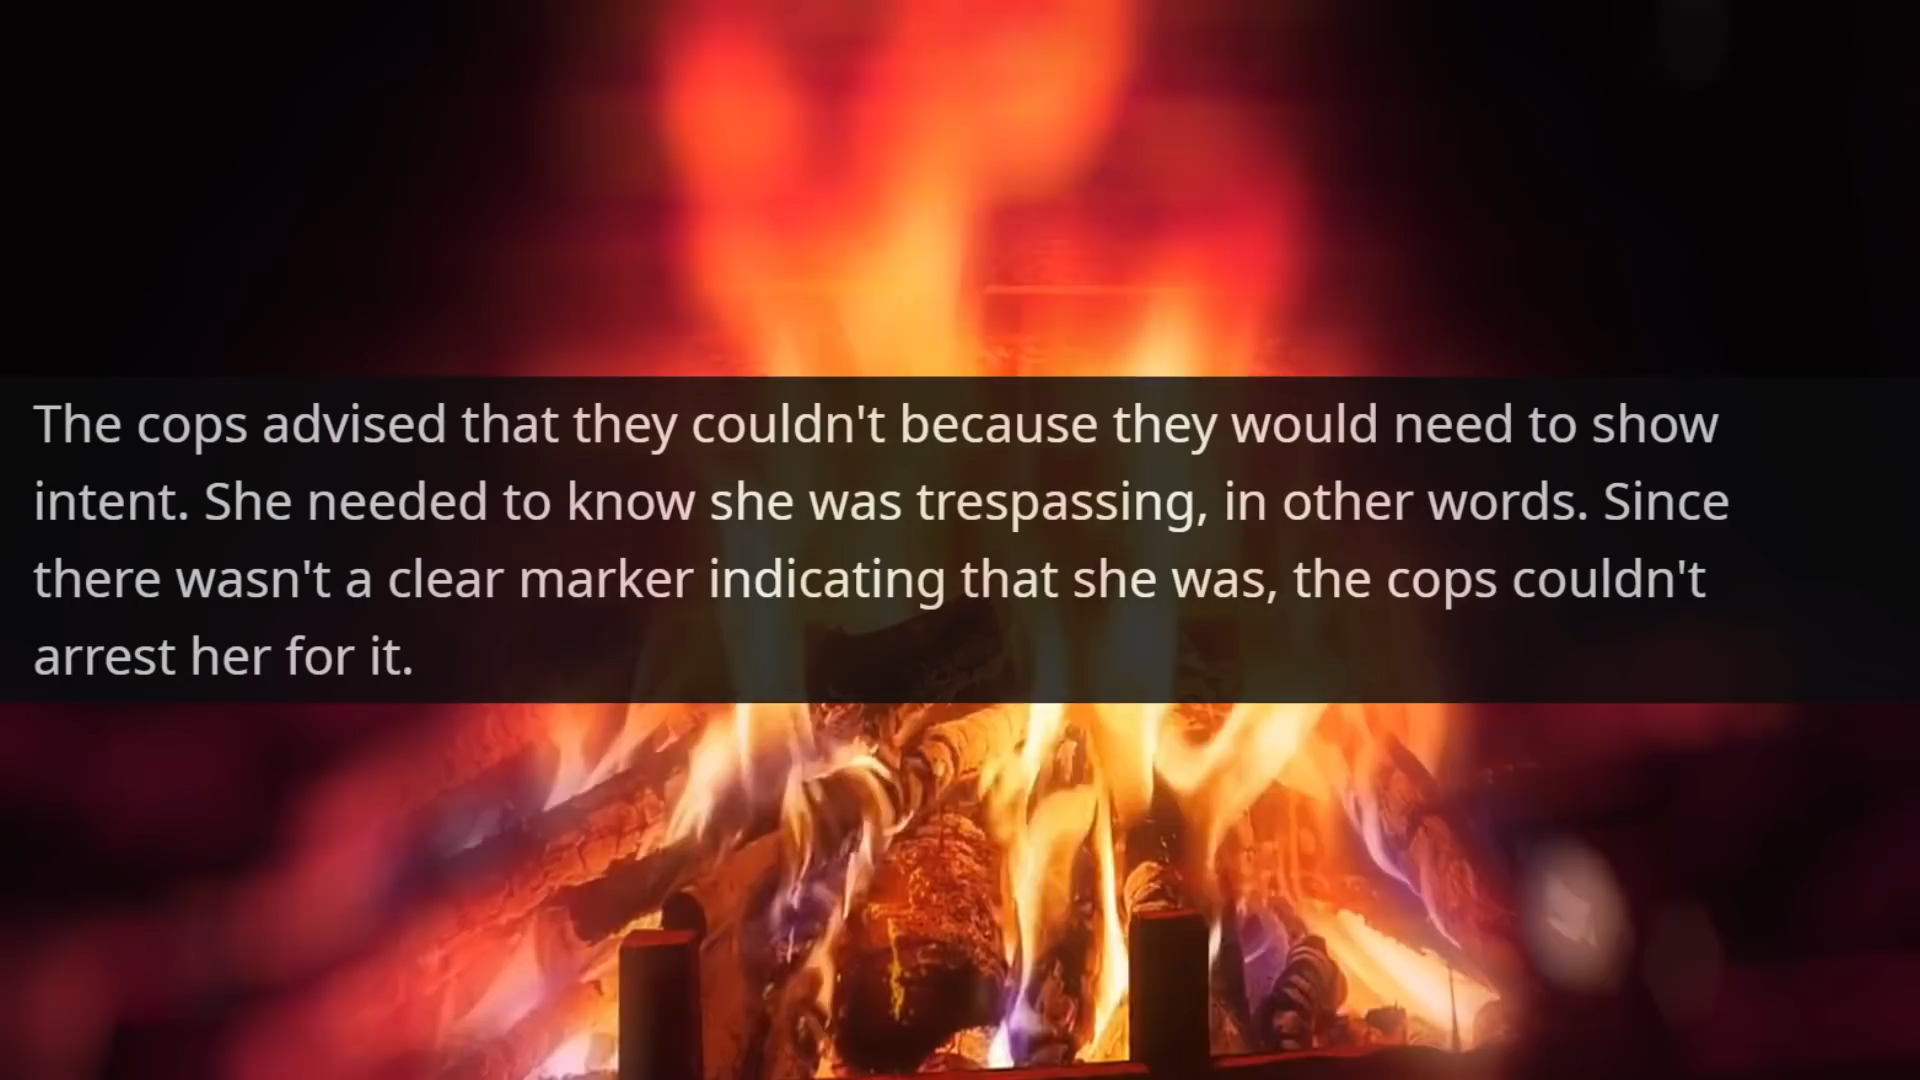 The cops advised that they couldn't because they would need to show
intent. She needed to know she was trespassing, in other words. Since
there wasn't a clear marker indicating that she was, the cops couldn't
arrest her for it.